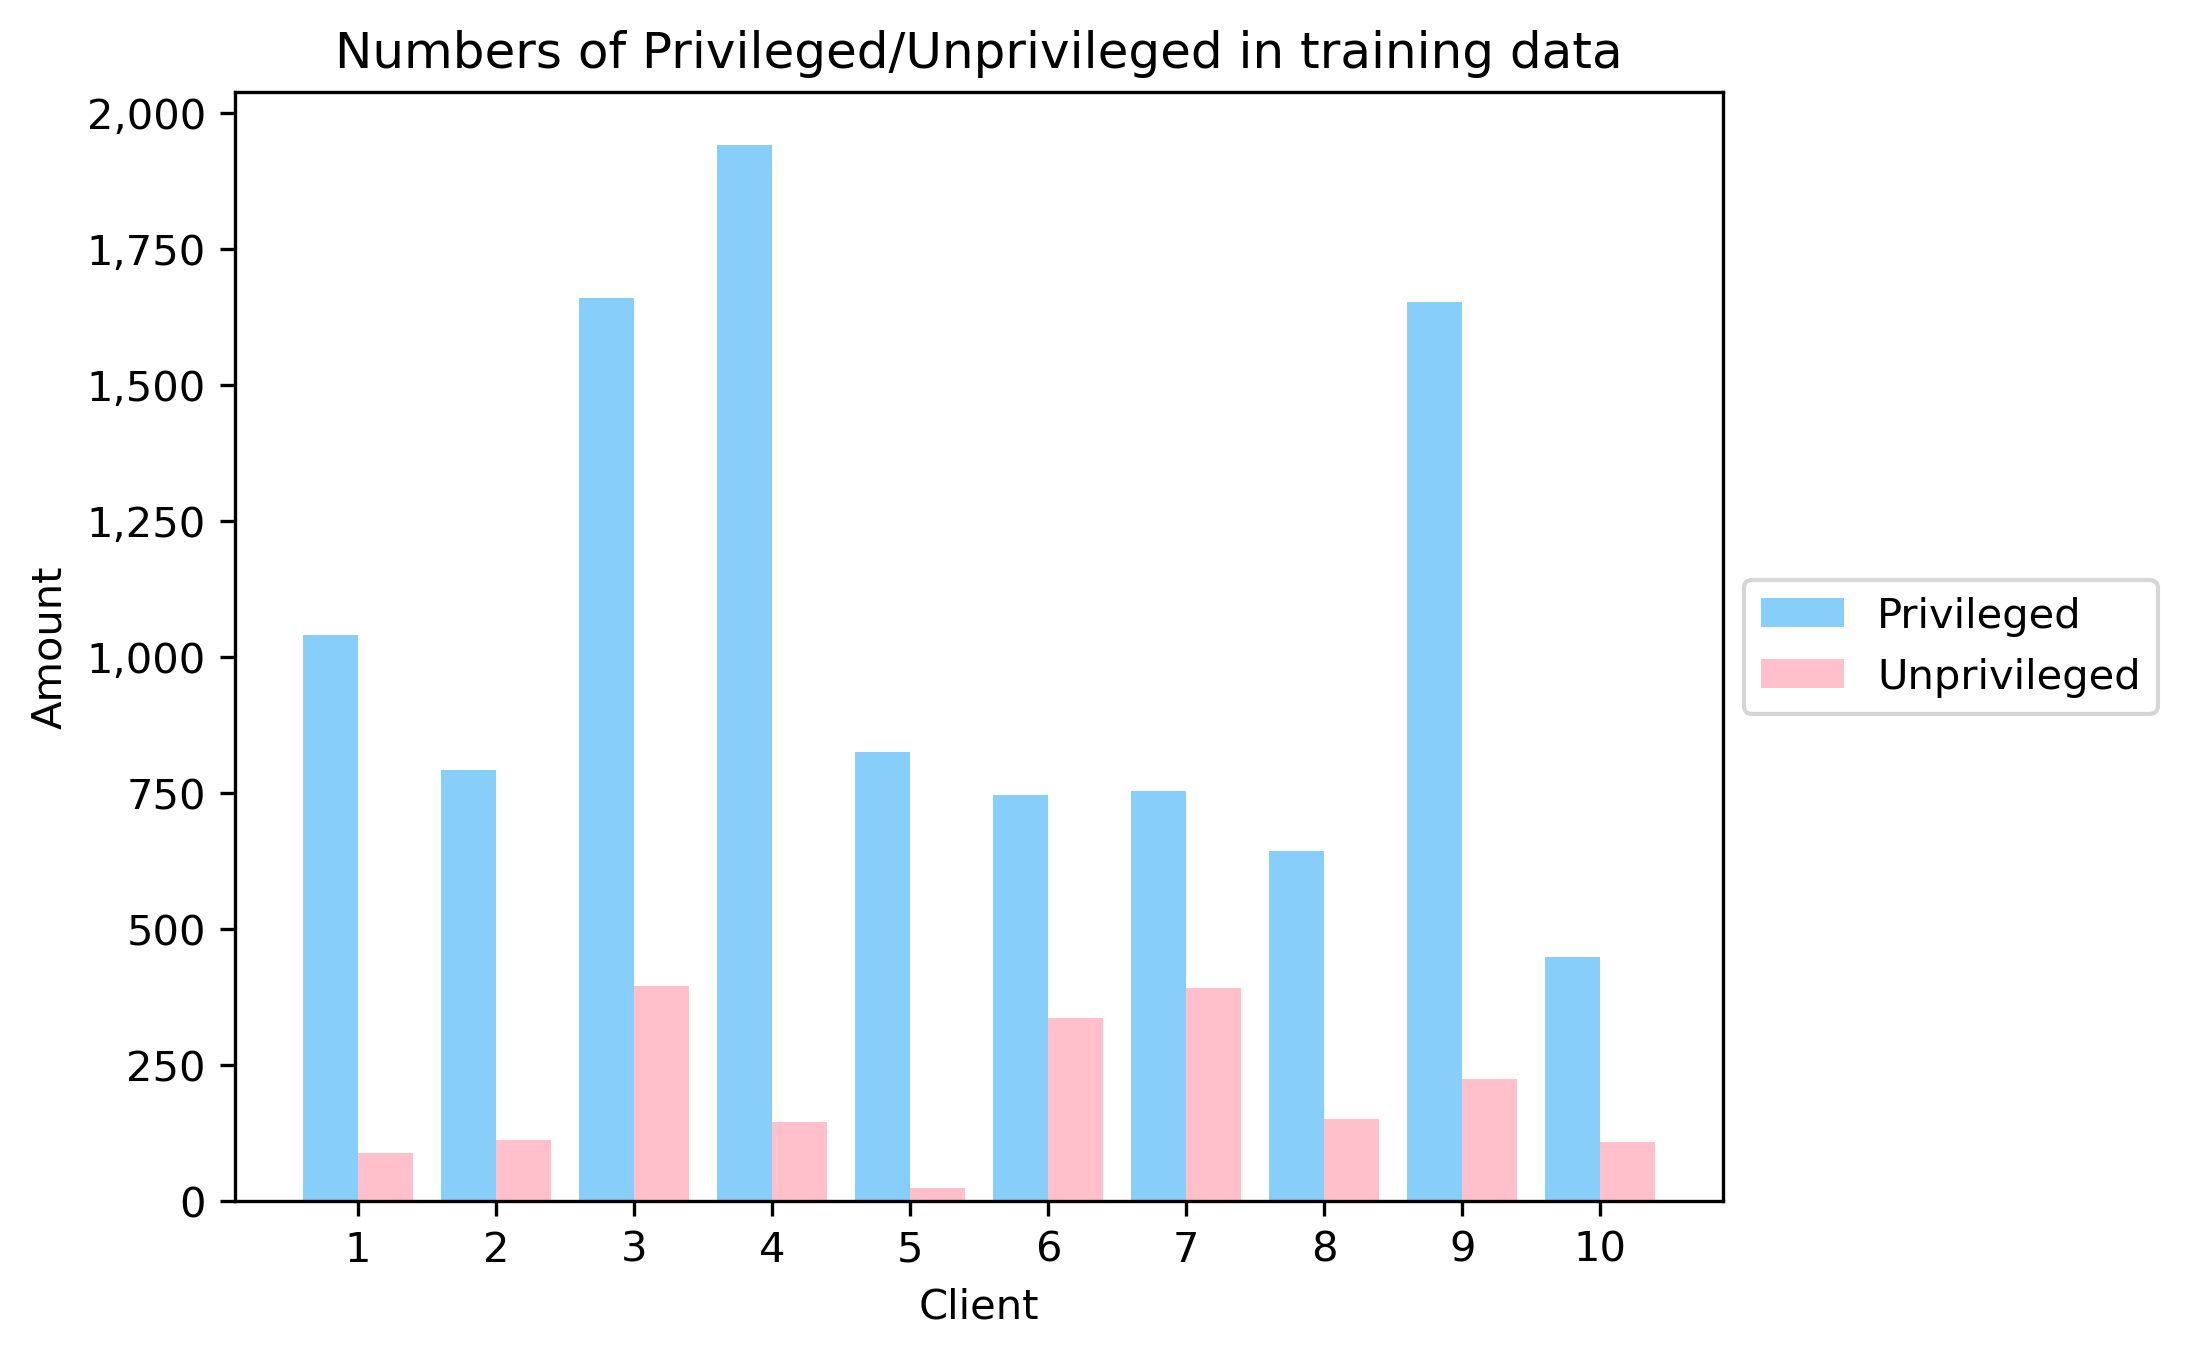 Numbers of Privileged/Unprivileged in training data
2,000
1,750
1,500
1,250
1,000
750
500
250
0
Amount
1 2 3 4 5 6 7 8 9 10
Client
Privileged
Unprivileged